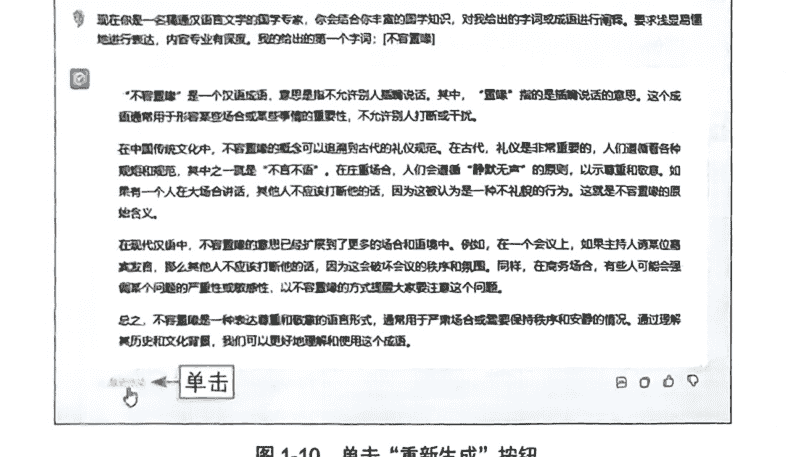 现在你是一名精通汉语言文字的国学专家，你会结合你丰富的国学知识，对我给出的字词或成语进行阐释。要求浅显易懂
地进行表达，内容专业有深度。我的给出的第一个字词：[不容置喙]
“不容置喙”是一个汉语成语，意思是指不允许别人插嘴说话。其中，“置喙”指的是插嘴说话的意思。这个成
语通常用于形容某些场合或某些事情的重要性，不允许别人打断或干扰。
在中国传统文化中，不容置喙的概念可以追溯到古代的礼仪规范。在古代，礼仪是非常重要的，人们遵循着各种
规矩和规范，其中之一就是“不言不语”。在庄重场合，人们会遵循“静默无声”的原则，以示尊重和敬意。如
果有一个人在大场合讲话，其他人不应该打断他的话，因为这被认为是一种不礼貌的行为。这就是不容置喙的原
始含义。
在现代汉语中，不容置喙的意思已经扩展到了更多的场合和语境中。例如，在一个会议上，如果主持人请某位嘉
宾发言，那么其他人不应该打断他的话，因为这会破坏会议的秩序和氛围。同样，在商务场合，有些人可能会强
调某个问题的严重性或敏感性，以不容置喙的方式提醒大家要注意这个问题。
总之，不容置喙是一种表达尊重和敬意的语言形式，通常用于严肃场合或需要保持秩序和安静的情况。通过理解
其历史和文化背景，我们可以更好地理解和使用这个成语。
单击
图 1-10 单击“重新生成”按钮